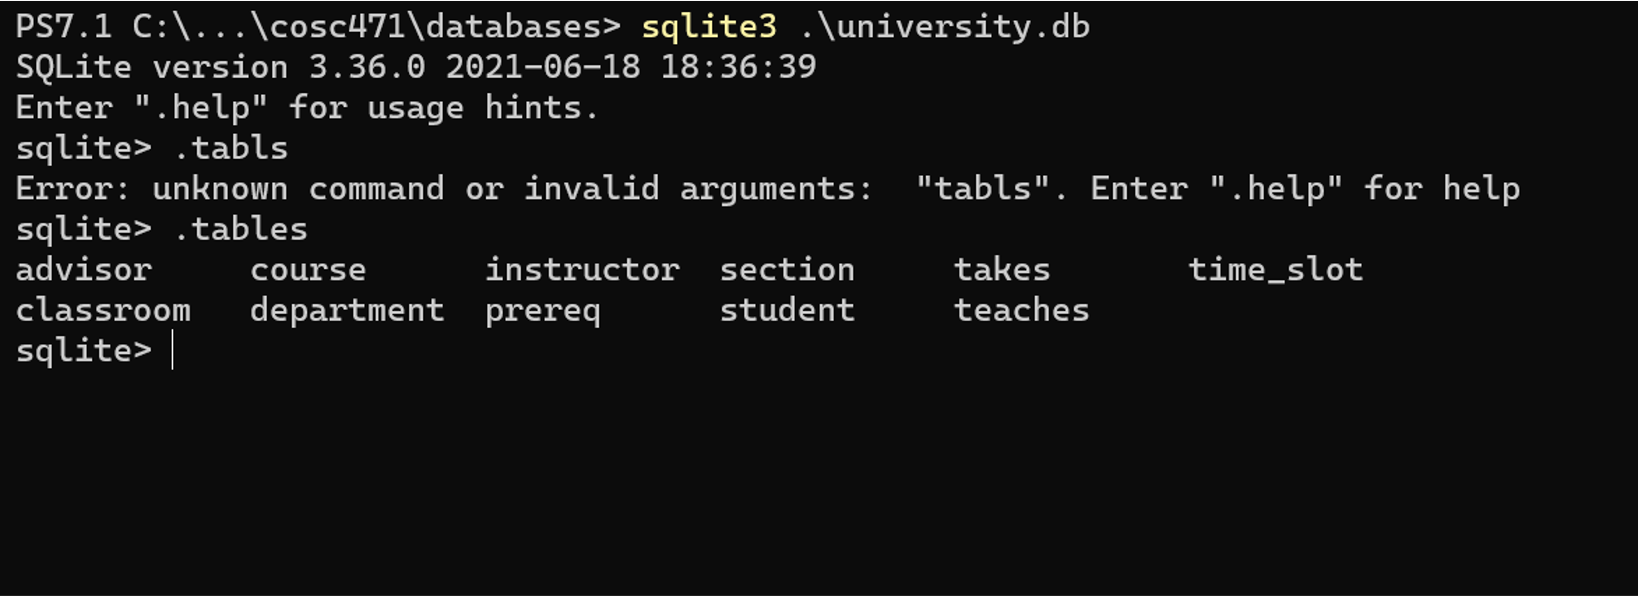 PS7.1 C:\...\cosc471\databases> sqlite3 .\university.db
SQLite version 3.36.0 2021-06-18 18:36:39
Enter ".help" for usage hints.
sqlite> .tabls
Error: unknown command or invalid arguments:  "tabls". Enter ".help" for help
sqlite> .tables
advisor     course      instructor  section     takes       time_slot
classroom   department  prereq      student     teaches
sqlite>